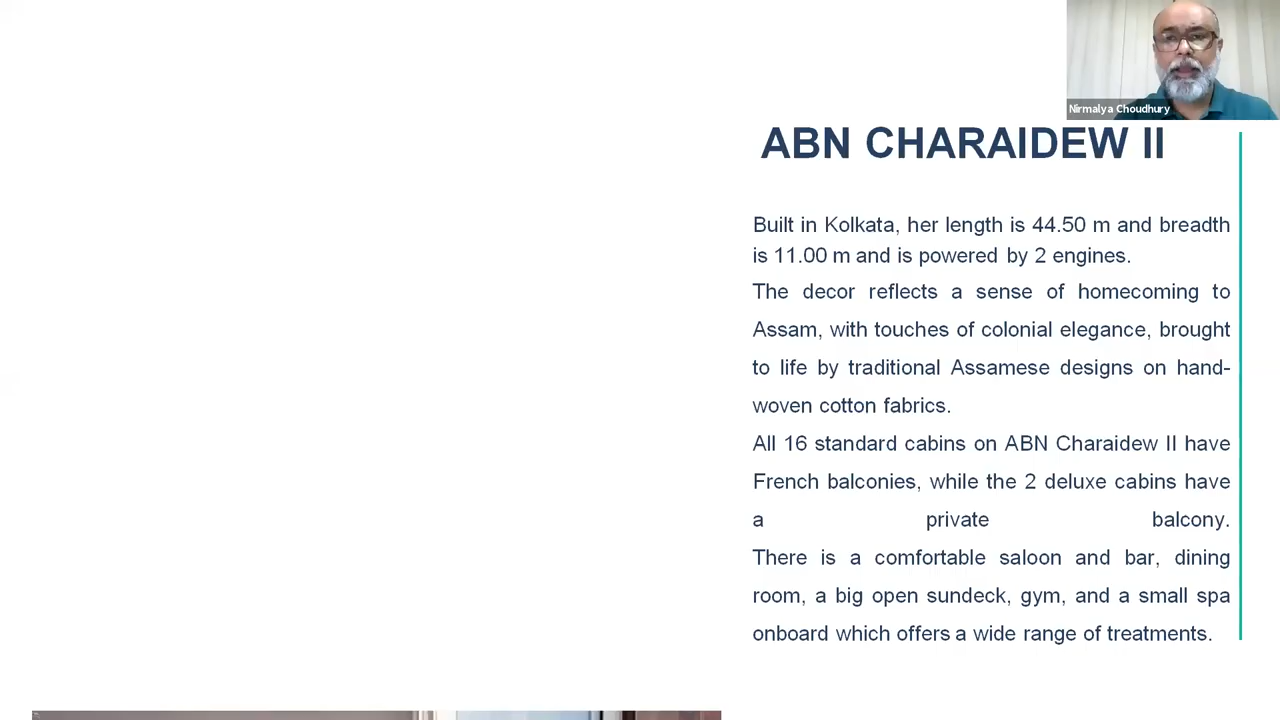 Nirmalya Choudhury
ABN CHARAIDEW II
Built in Kolkata, her length is 44.50 m and breadth
is 11.00 m and is powered by 2 engines.
The decor reflects a sense of homecoming to
Assam, with touches of colonial elegance, brought
to life by traditional Assamese designs on hand-
woven cotton fabrics.
All 16 standard cabins on ABN Charaidew II have
French balconies, while the 2 deluxe cabins have
a private balcony.
There is a comfortable saloon and bar, dining
room, a big open sundeck, gym, and a small spa
onboard which offers a wide range of treatments.